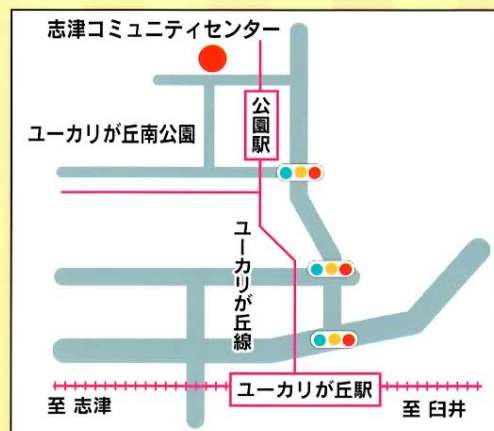 志津コミュニティセンター
公園駅
ユーカリが丘南公園
ユーカリが丘線
ユーカリが丘駅
至 志津
至 臼井